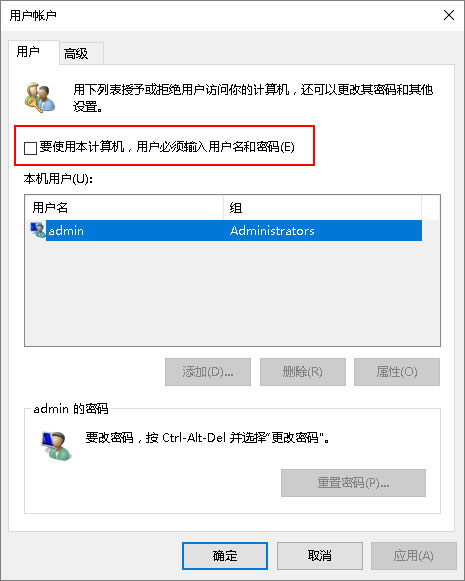 用户帐户
用户
高级
用下列表授予或拒绝用户访问你的计算机，还可以更改其密码和其他
设置。
要使用本计算机，用户必须输入用户名和密码(E)
本机用户(U):
用户名 组
admin Administrators
添加(D)... 删除(R) 属性(O)
admin 的密码
要改密码，按 Ctrl-Alt-Del 并选择"更改密码"。
重置密码(P)...
确定 取消 应用(A)